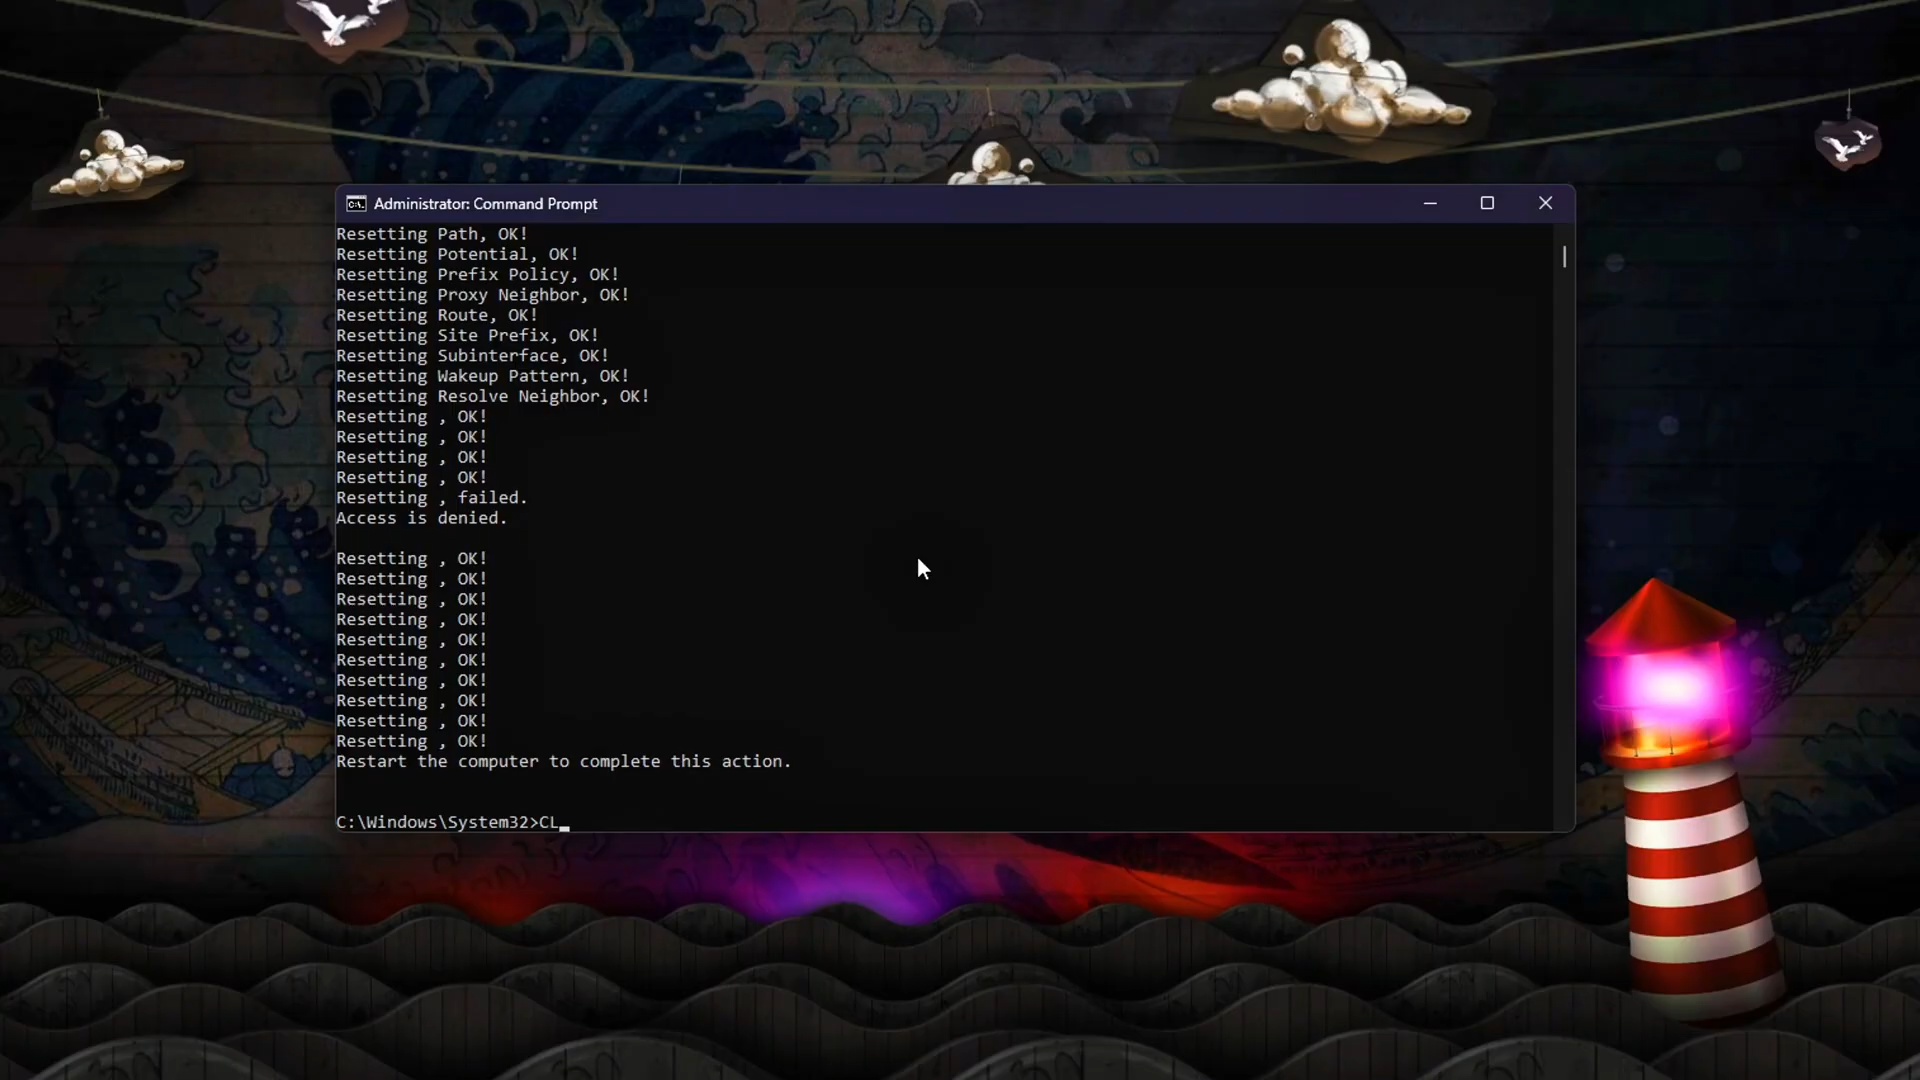 Administrator: Command Prompt
Resetting Path, OK!
Resetting Potential, OK!
Resetting Prefix Policy, OK!
Resetting Proxy Neighbor, OK!
Resetting Route, OK!
Resetting Site Prefix, OK!
Resetting Subinterface, OK!
Resetting Wakeup Pattern, OK!
Resetting Resolve Neighbor, OK!
Resetting , OK!
Resetting , OK!
Resetting , OK!
Resetting , OK!
Resetting , failed.
Access is denied.
Resetting , OK!
Resetting , OK!
Resetting , OK!
Resetting , OK!
Resetting , OK!
Resetting , OK!
Resetting , OK!
Resetting , OK!
Resetting , OK!
Resetting , OK!
Restart the computer to complete this action.
C:\Windows\System32>CL_